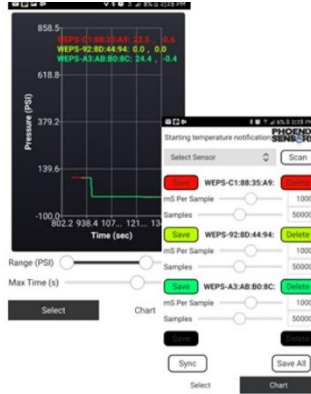 858.5
WEPS-C1:88:35:A9: 22.5 , -0.6
WEPS-92:8D:44:94: 0.0 , 0.0
WEPS-A3:AB:B0:8C: 24.4 , -0.4
618.8
379.2
139.6
-100.0
Pressure (PSI)
802.2 938.4 107... 121... 13
Time (sec)
Range (PSI)
Max Time (s)
Select Chart
Starting temperature notification
PHOENIX
SENSORS
Select Sensor Scan
Save WEPS-C1:88:35:A9: Delete
mS Per Sample 1000
Samples 50000
Save WEPS-92:8D:44:94: Delete
mS Per Sample 1000
Samples 50000
Save WEPS-A3:AB:B0:8C: Delete
mS Per Sample 1000
Samples 50000
Save Delete
Sync Save All
Select Chart